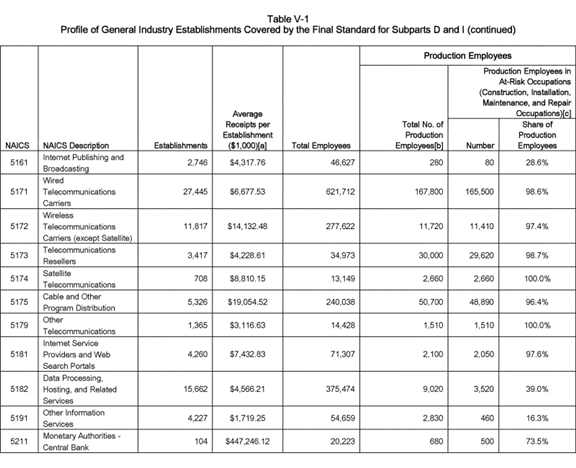 Table V-1
Profile of General Industry Establishments Covered by the Final Standard for Subparts D and I (continued)
Production Employees
Production Employees in
At-Risk Occupations
(Construction, Installation,
Maintenance, and Repair
Occupations)[c]
NAICS NAICS Description Establishments Average Receipts per Establishment ($1,000)[a] Total Employees Total No. of Production Employees[b] Number Share of Production Employees
5161 Internet Publishing and Broadcasting 2,746 $4,317.76 46,627 280 80 28.6%
5171 Wired Telecommunications Carriers 27,445 $6,677.53 621,712 167,800 165,500 98.6%
5172 Wireless Telecommunications Carriers (except Satellite) 11,817 $14,132.48 277,622 11,720 11,410 97.4%
5173 Telecommunications Resellers 3,417 $4,228.61 34,973 30,000 29,620 98.7%
5174 Satellite Telecommunications 708 $8,810.15 13,149 2,660 2,660 100.0%
5175 Cable and Other Program Distribution 5,326 $19,054.52 240,038 50,700 48,890 96.4%
5179 Other Telecommunications 1,365 $3,116.63 14,428 1,510 1,510 100.0%
5181 Internet Service Providers and Web Search Portals 4,260 $7,432.83 71,307 2,100 2,050 97.6%
5182 Data Processing, Hosting, and Related Services 15,662 $4,566.21 375,474 9,020 3,520 39.0%
5191 Other Information Services 4,227 $1,719.25 54,659 2,830 460 16.3%
5211 Monetary Authorities - Central Bank 104 $447,246.12 20,223 680 500 73.5%